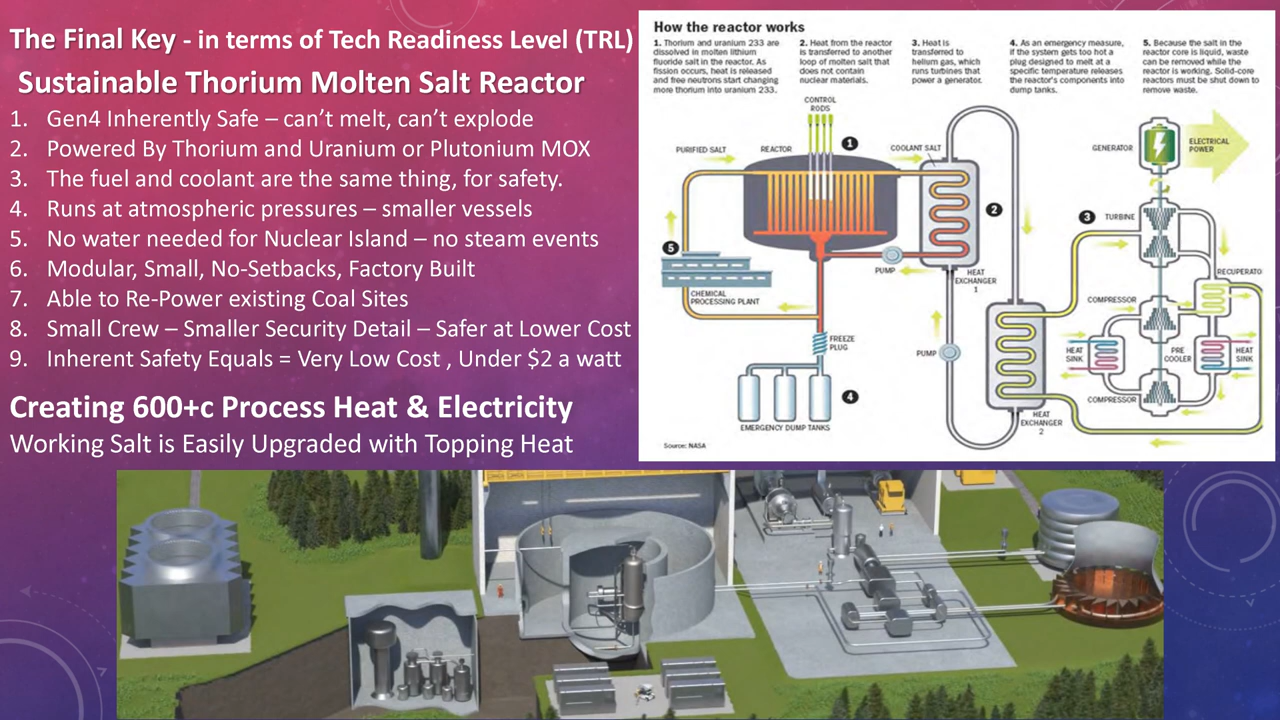 The Final Key - in terms of Tech Readiness Level (TRL)
Sustainable Thorium Molten Salt Reactor
1. Gen4 Inherently Safe – can't melt, can't explode
2. Powered By Thorium and Uranium or Plutonium MOX
3. The fuel and coolant are the same thing, for safety.
4. Runs at atmospheric pressures – smaller vessels
5. No water needed for Nuclear Island – no steam events
6. Modular, Small, No-Setbacks, Factory Built
7. Able to Re-Power existing Coal Sites
8. Small Crew – Smaller Security Detail – Safer at Lower Cost
9. Inherent Safety Equals = Very Low Cost , Under $2 a watt
Creating 600+c Process Heat & Electricity
Working Salt is Easily Upgraded with Topping Heat
How the reactor works
1. Thorium and uranium 233 are
dissolved in molten lithium
fluoride salt in the reactor. As
fission occurs, heat is released
and free neutrons start changing
more thorium into uranium 233.
2. Heat from the reactor
is transferred to another
loop of molten salt that
does not contain
nuclear materials.
3. Heat is
transferred to
helium gas, which
runs turbines that
power a generator.
4. As an emergency measure,
if the system gets too hot a
plug designed to melt at a
specific temperature releases
the reactor's components into
dump tanks.
5. Because the salt in the
reactor core is liquid, waste
can be removed while the
reactor is working. Solid-core
reactors must be shut down to
remove waste.
CONTROL
RODS
1
PURIFIED SALT
REACTOR
COOLANT SALT
GENERATOR
ELECTRICAL
POWER
2
3
TURBINE
5
PUMP
HEAT
EXCHANGER
1
RECUPERATO
CHEMICAL
PROCESSING PLANT
COMPRESSOR
FREEZE
PLUG
PUMP
HEAT
SINK
PRE
COOLER
HEAT
SINK
4
COMPRESSOR
HEAT
EXCHANGER
2
EMERGENCY DUMP TANKS
Source: NASA